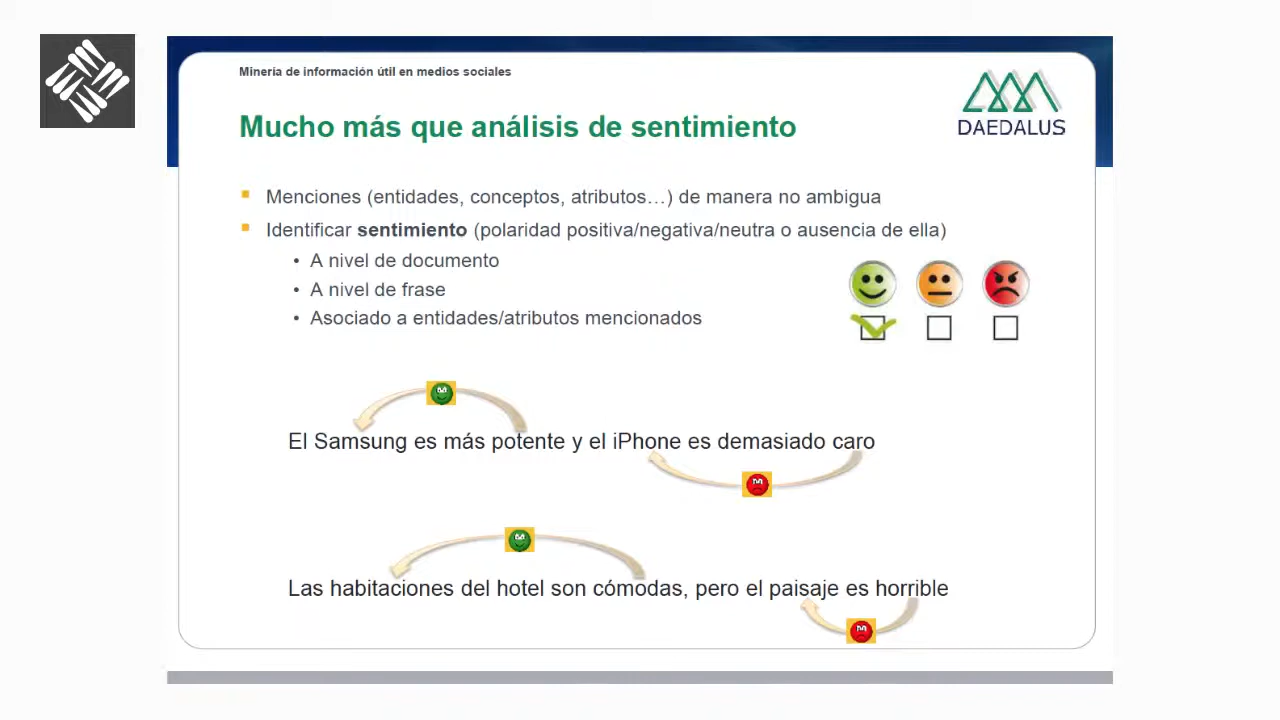 Minería de información útil en medios sociales
Mucho más que análisis de sentimiento
DAEDALUS
Menciones (entidades, conceptos, atributos…) de manera no ambigua
Identificar sentimiento (polaridad positiva/negativa/neutra o ausencia de ella)
• A nivel de documento
• A nivel de frase
• Asociado a entidades/atributos mencionados
El Samsung es más potente y el iPhone es demasiado caro
Las habitaciones del hotel son cómodas, pero el paisaje es horrible